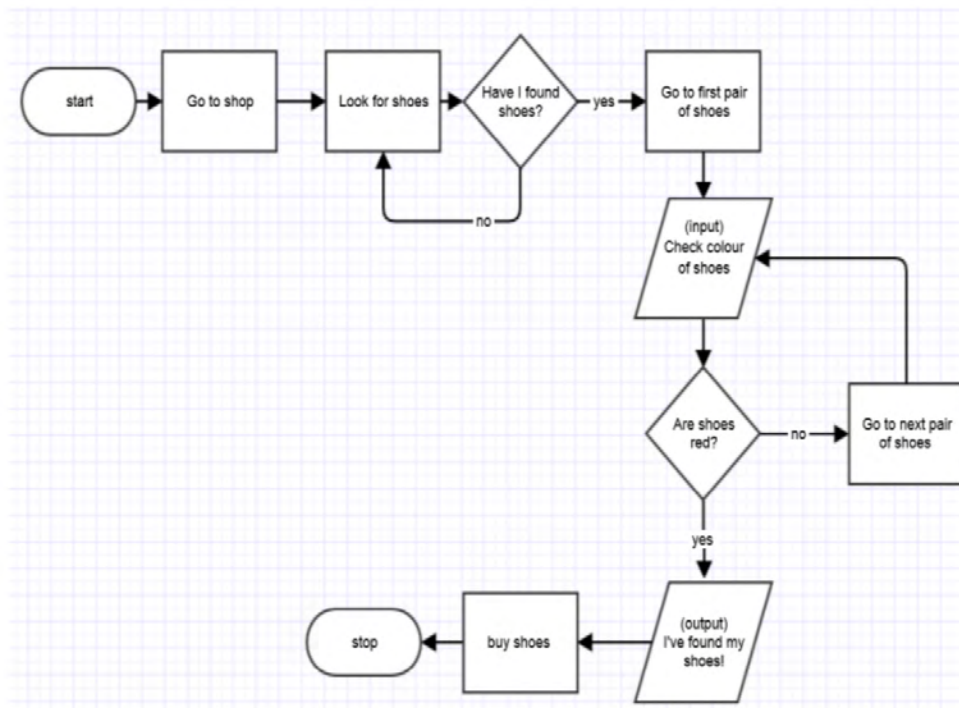 start
Go to shop
Look for shoes
Have I found
shoes?
yes
Go to first pair
of shoes
no
(input)
Check colour
of shoes
Are shoes
red?
no
Go to next pair
of shoes
yes
(output)
I've found my
shoes!
buy shoes
stop